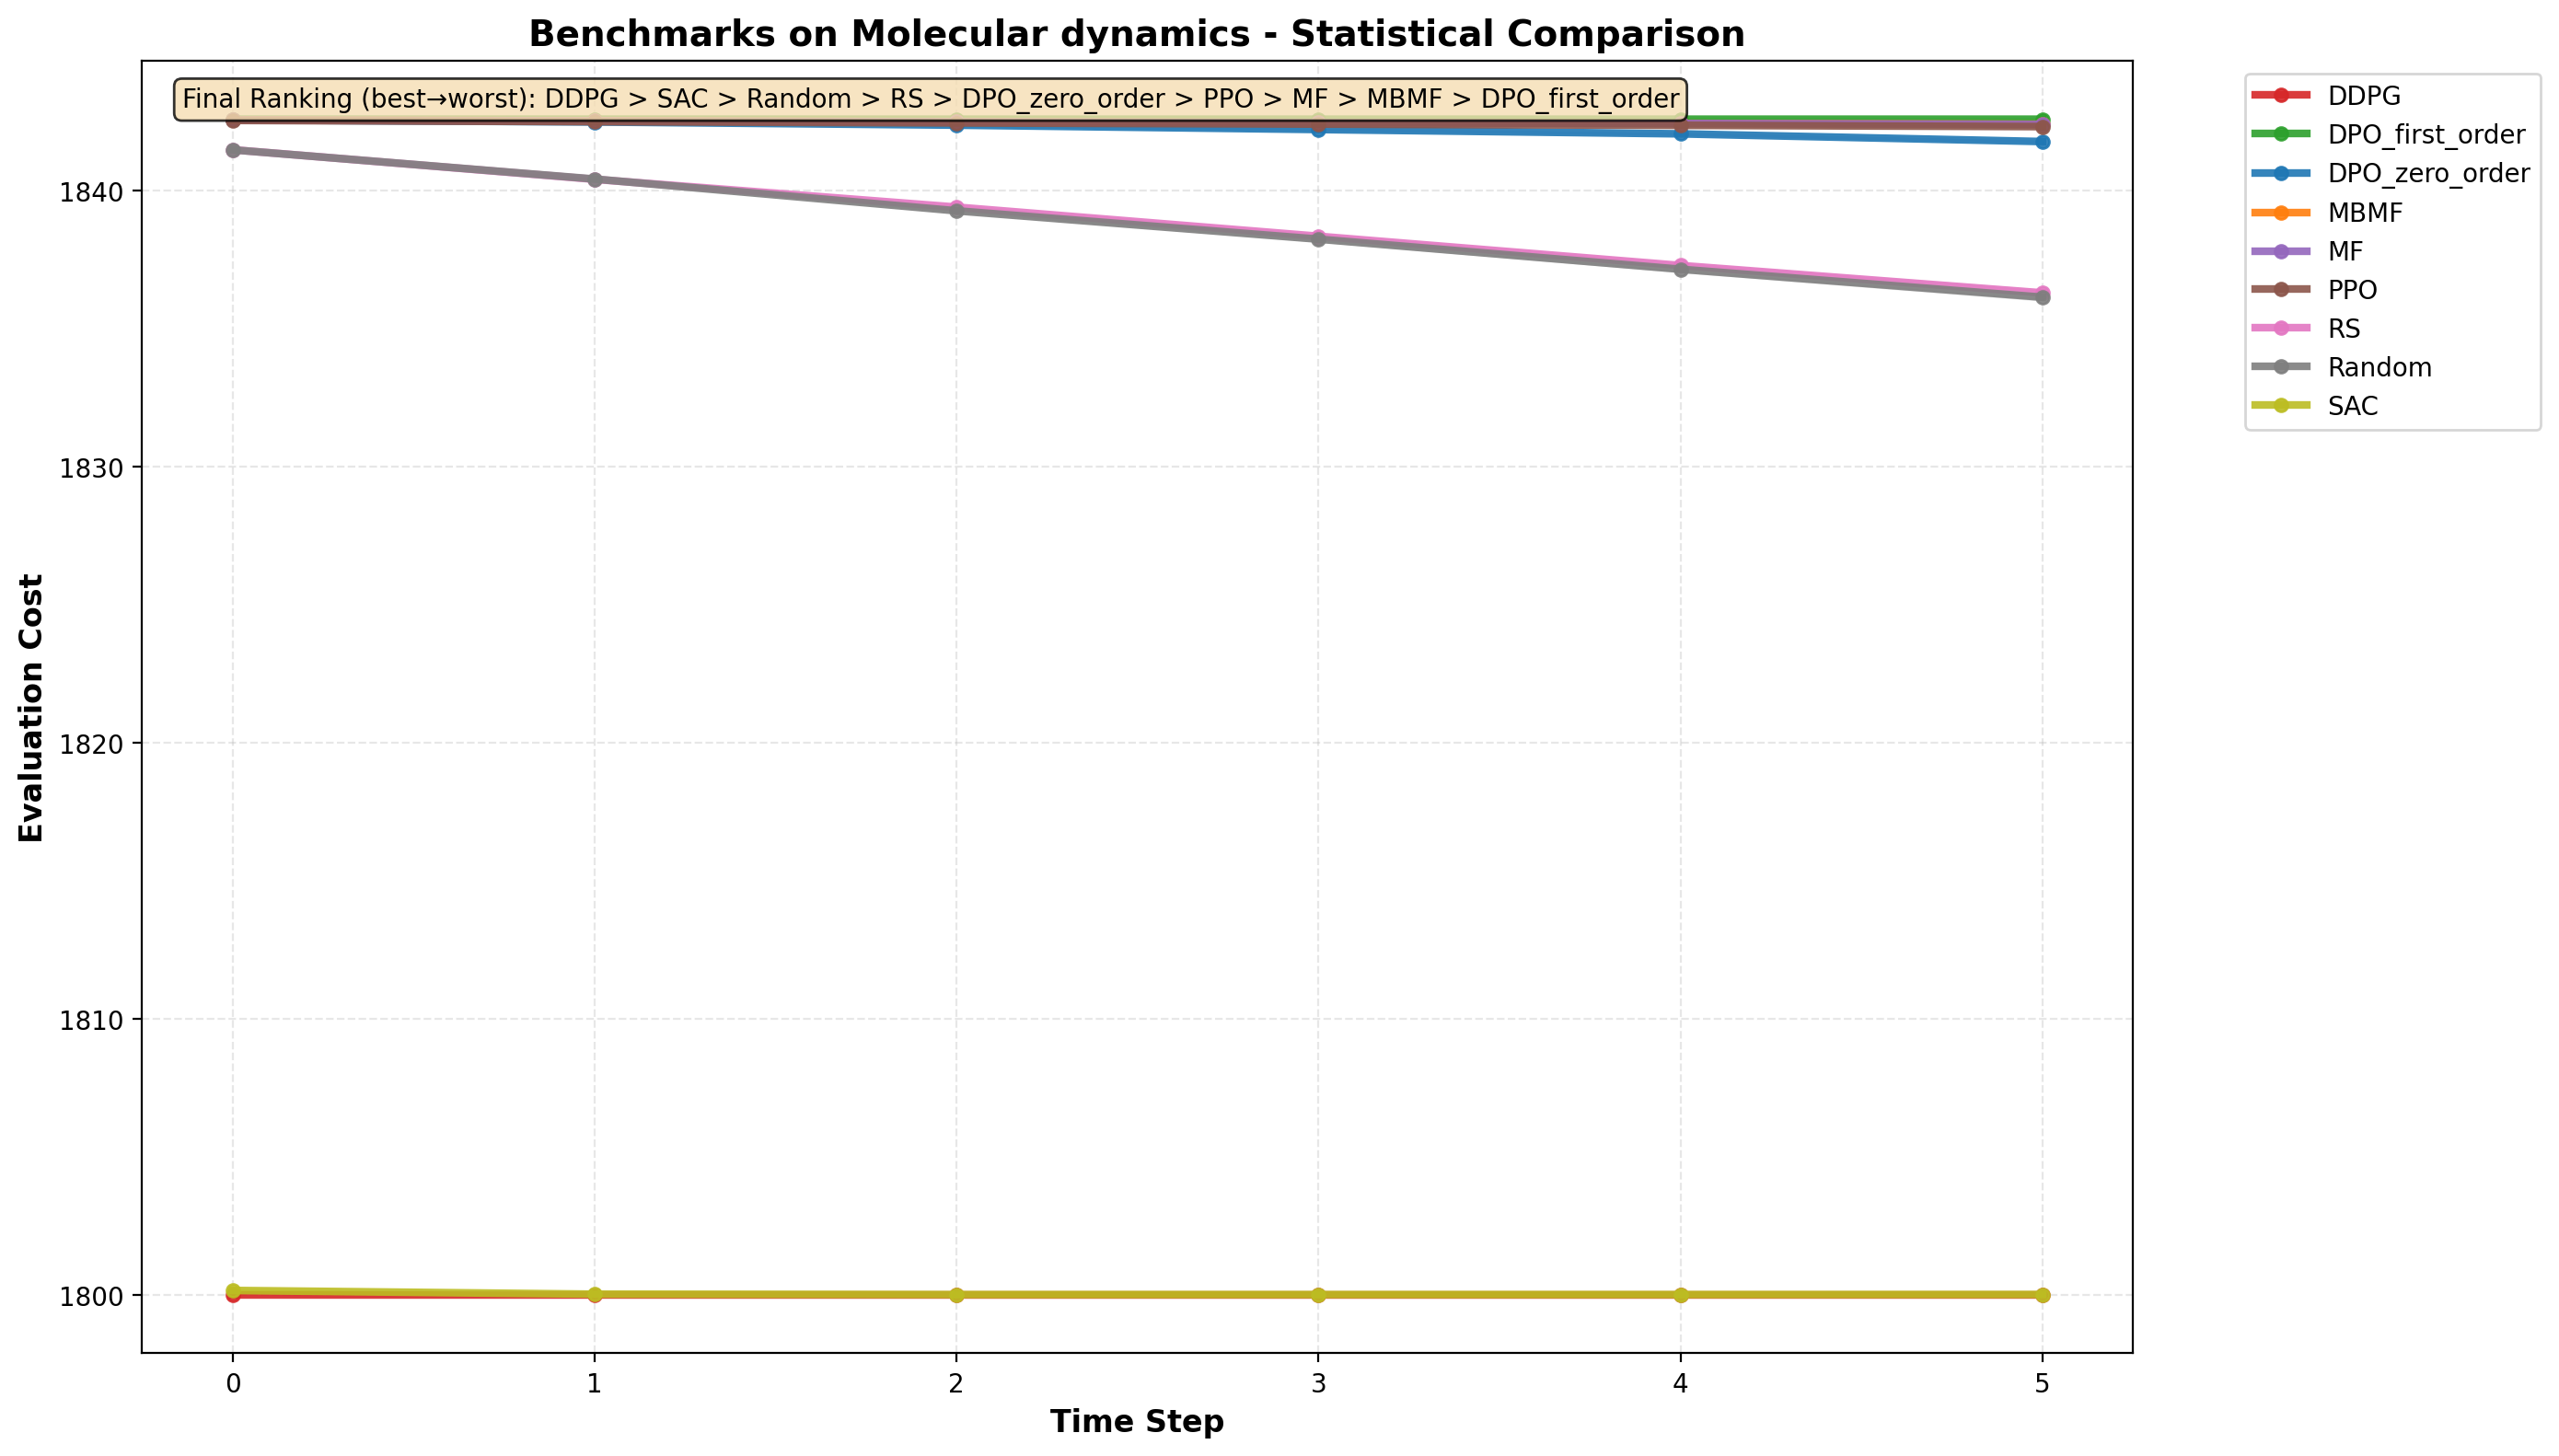 Benchmarks on Molecular dynamics - Statistical Comparison
Final Ranking (best→worst): DDPG > SAC > Random > RS > DPO_zero_order > PPO > MF > MBMF > DPO_first_order
Evaluation Cost
1840
1830
1820
1810
1800
0 1 2 3 4 5
Time Step
DDPG
DPO_first_order
DPO_zero_order
MBMF
MF
PPO
RS
Random
SAC